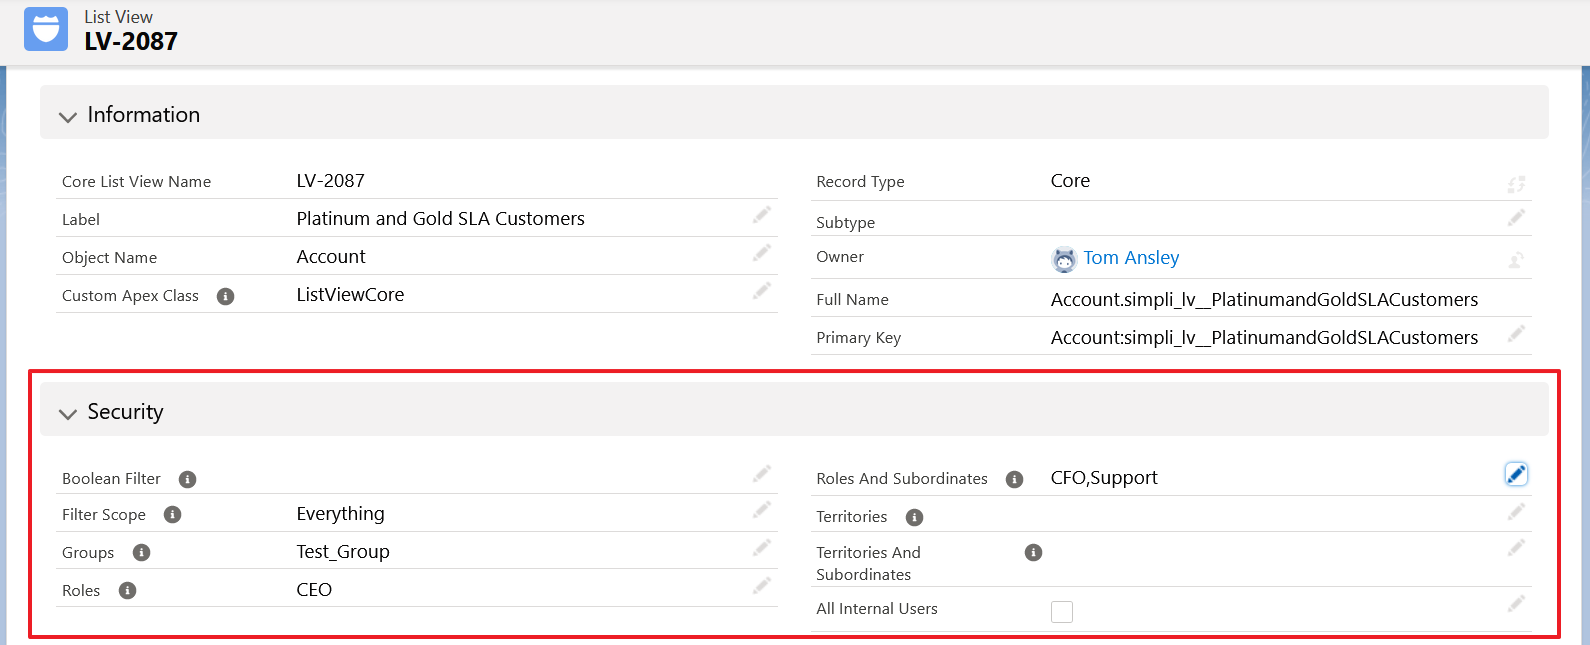 List View
LV-2087
Information
Core List View Name LV-2087
Label Platinum and Gold SLA Customers
Object Name Account
Custom Apex Class ListViewCore
Record Type Core
Subtype
Owner Tom Ansley
Full Name Account.simpli_lv__PlatinumandGoldSLACustomers
Primary Key Account:simpli_lv__PlatinumandGoldSLACustomers
Security
Boolean Filter
Filter Scope Everything
Groups Test_Group
Roles CEO
Roles And Subordinates CFO,Support
Territories
Territories And
Subordinates
All Internal Users